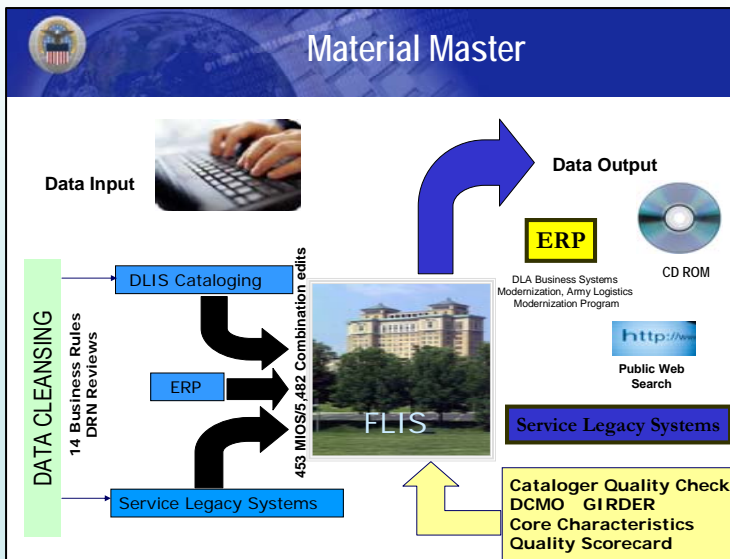 Material Master
Data Input
Data Output
DATA CLEANSING
14 Business Rules
DRN Reviews
DLIS Cataloging
ERP
Service Legacy Systems
453 MIOS/5,482 Combination edits
FLIS
ERP
DLA Business Systems
Modernization, Army Logistics
Modernization Program
CD ROM
http://ww
Public Web
Search
Service Legacy Systems
Cataloger Quality Check
DCMO GIRDER
Core Characteristics
Quality Scorecard